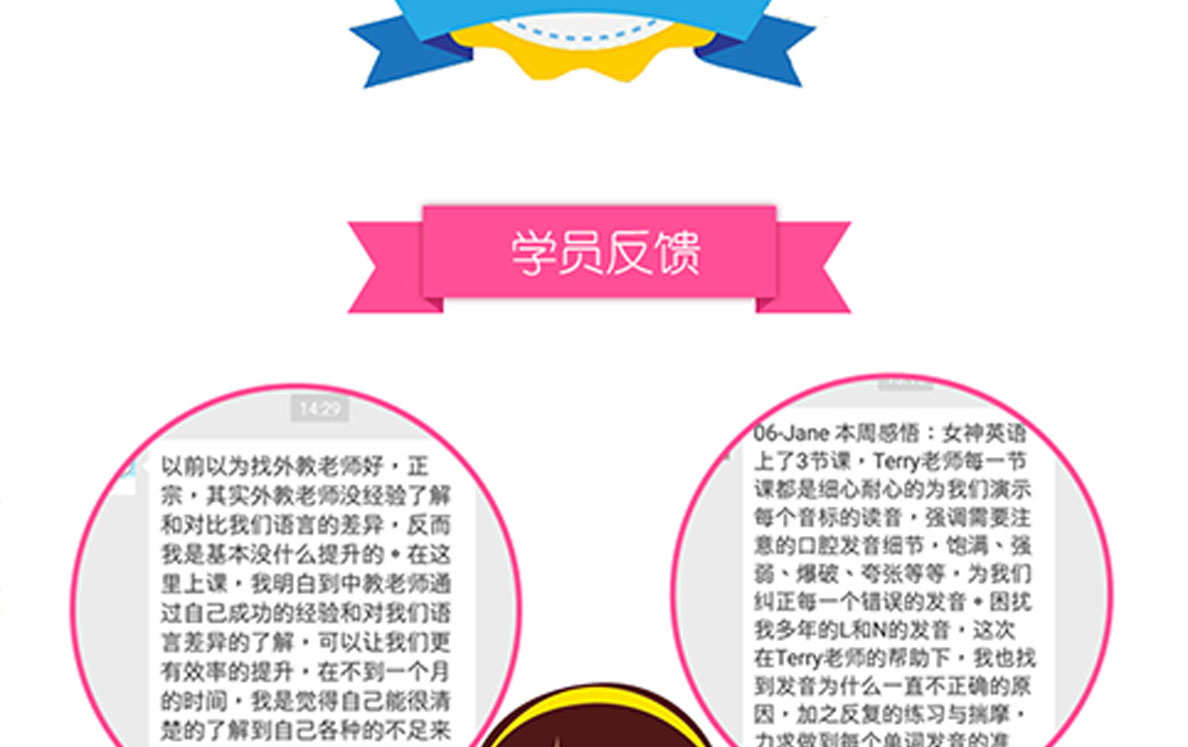 学员反馈
14:29
以前以为找外教老师好，正
宗，其实外教老师没经验了解
和对比我们语言的差异，反而
我是基本没什么提升的。在这
里上课，我明白到中教老师通
过自己成功的经验和对我们语
言差异的了解，可以让我们更
有效率的提升，在不到一个月
的时间，我是觉得自己能很清
楚的了解到自己各种的不足来
06-Jane 本周感悟：女神英语
上了3节课，Terry老师每一节
课都是细心耐心的为我们演示
每个音标的读音，强调需要注
意的口腔发音细节，饱满、强
弱、爆破、夸张等等，为我们
纠正每一个错误的发音。困扰
我多年的L和N的发音，这次
在Terry老师的帮助下，我也找
到发音为什么一直不正确的原
因，加之反复的练习与揣摩，
力求做到每个单词发音的准